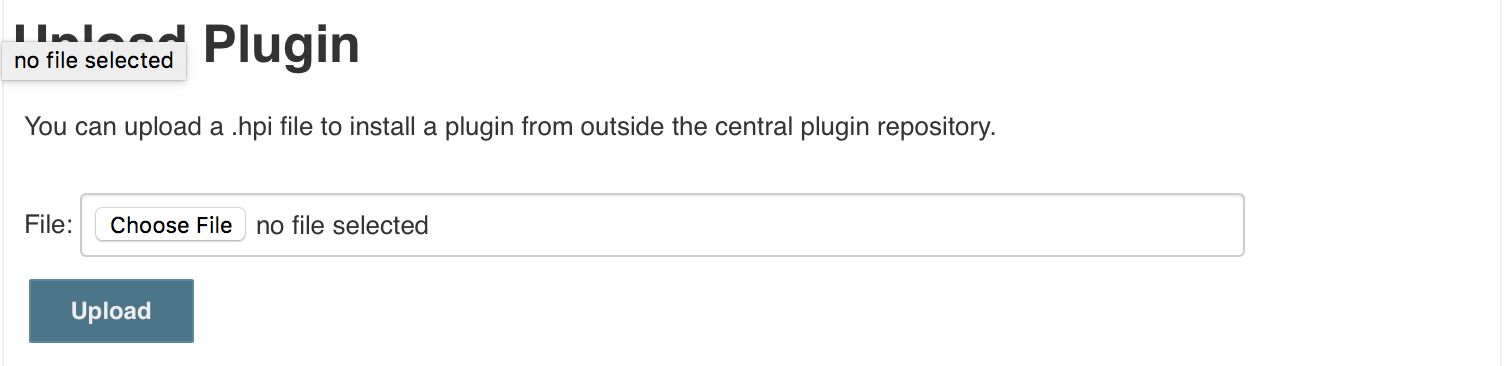 Upload Plugin
no file selected
You can upload a .hpi file to install a plugin from outside the central plugin repository.
File: Choose File no file selected
Upload